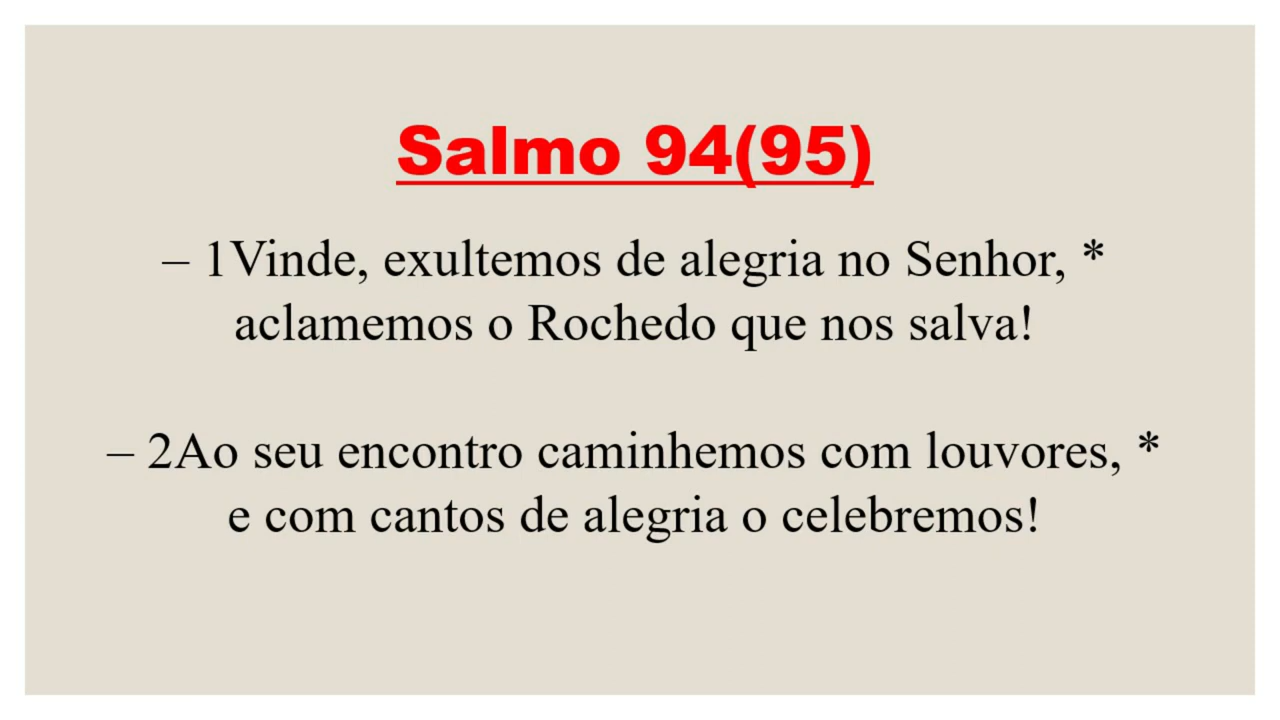 Salmo 94(95)
– 1Vinde, exultemos de alegria no Senhor, *
aclamemos o Rochedo que nos salva!
– 2Ao seu encontro caminhemos com louvores, *
e com cantos de alegria o celebremos!